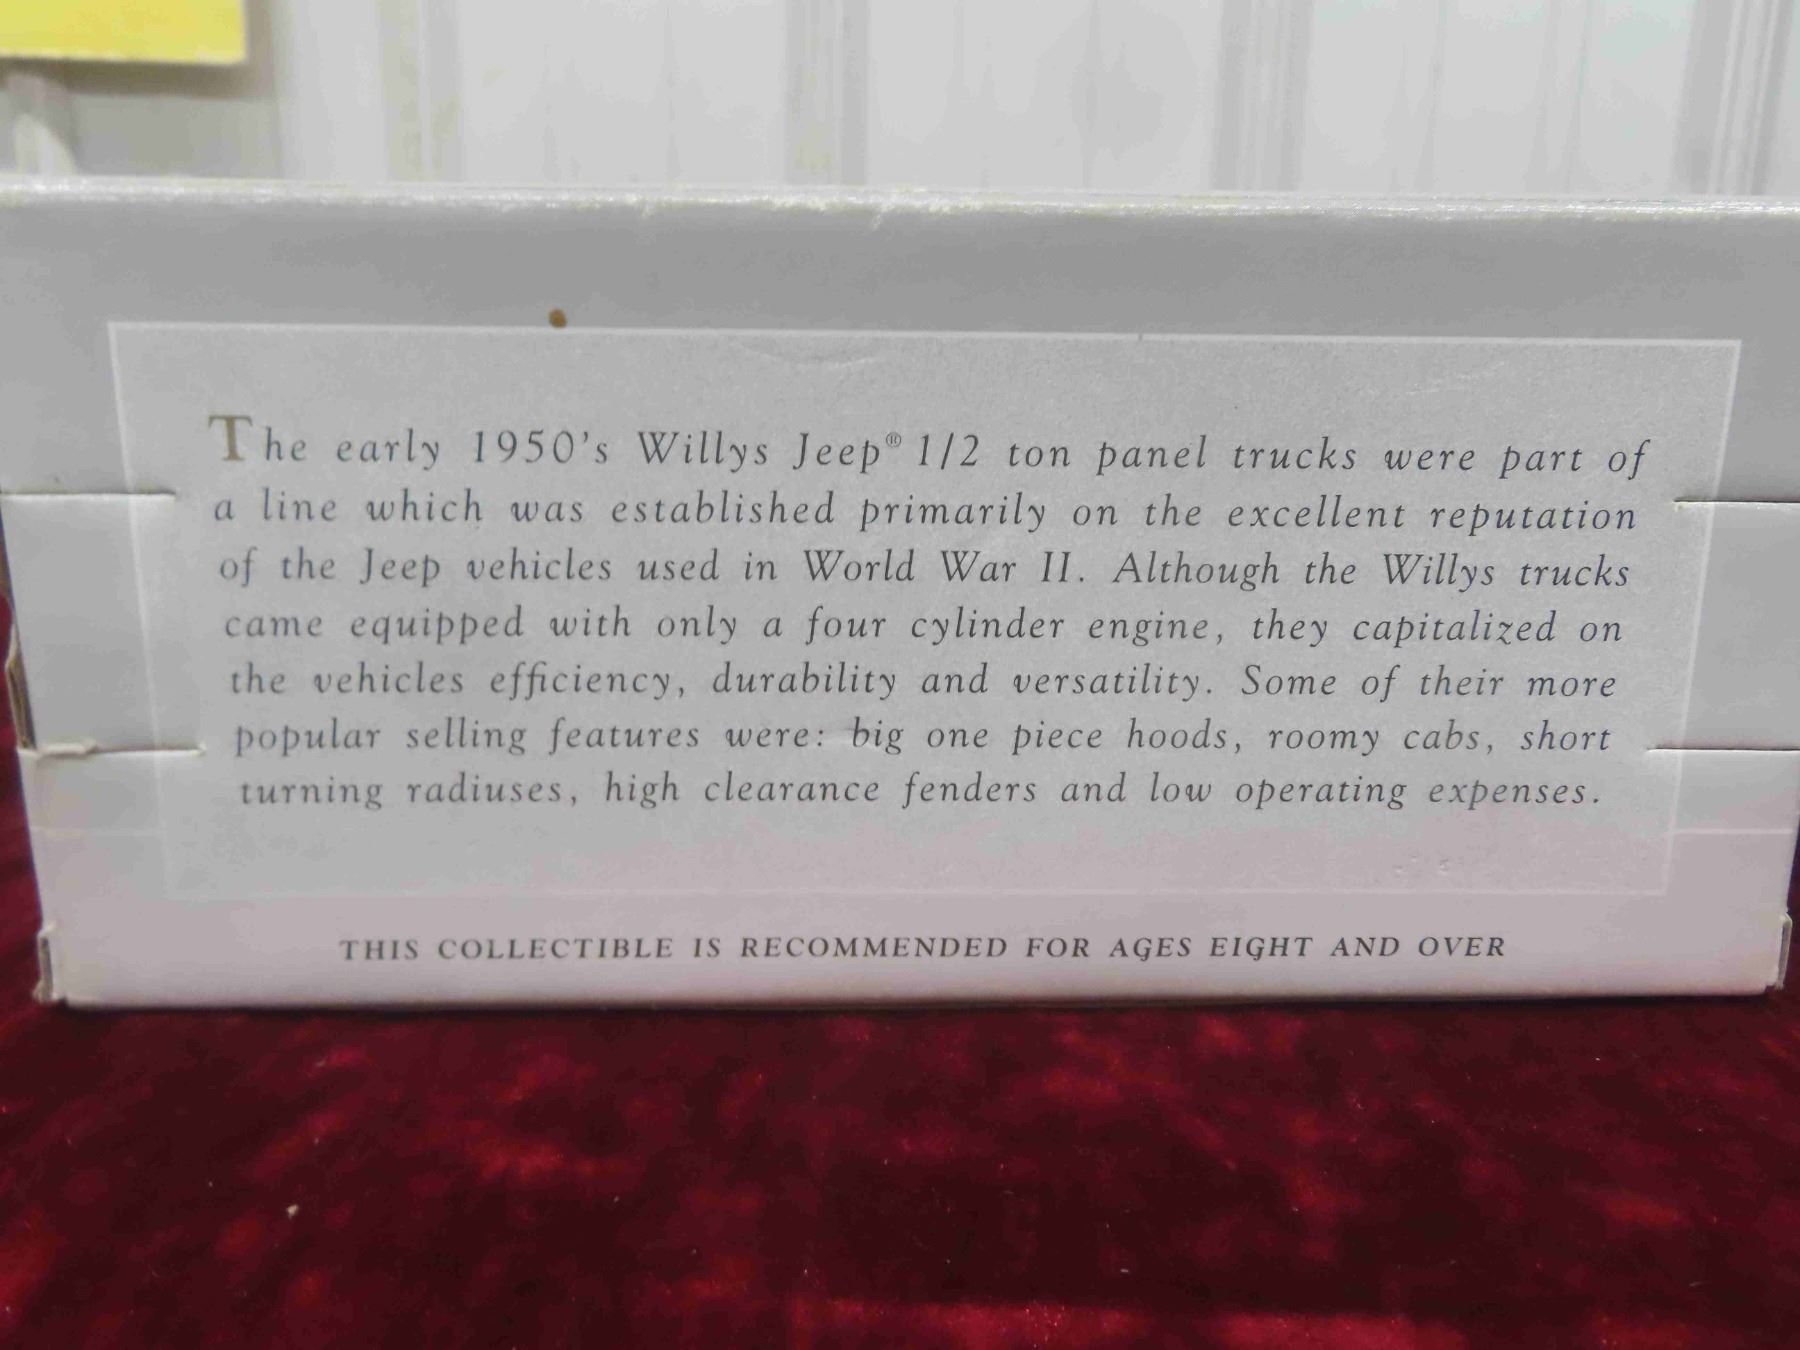 The early 1950's Willys Jeep® 1/2 ton panel trucks were part of
a line which was established primarily on the excellent reputation
of the Jeep vehicles used in World War II. Although the Willys trucks
came equipped with only a four cylinder engine, they capitalized on
the vehicles efficiency, durability and versatility. Some of their more
popular selling features were: big one piece hoods, roomy cabs, short
turning radiuses, high clearance fenders and low operating expenses.
THIS COLLECTIBLE IS RECOMMENDED FOR AGES EIGHT AND OVER